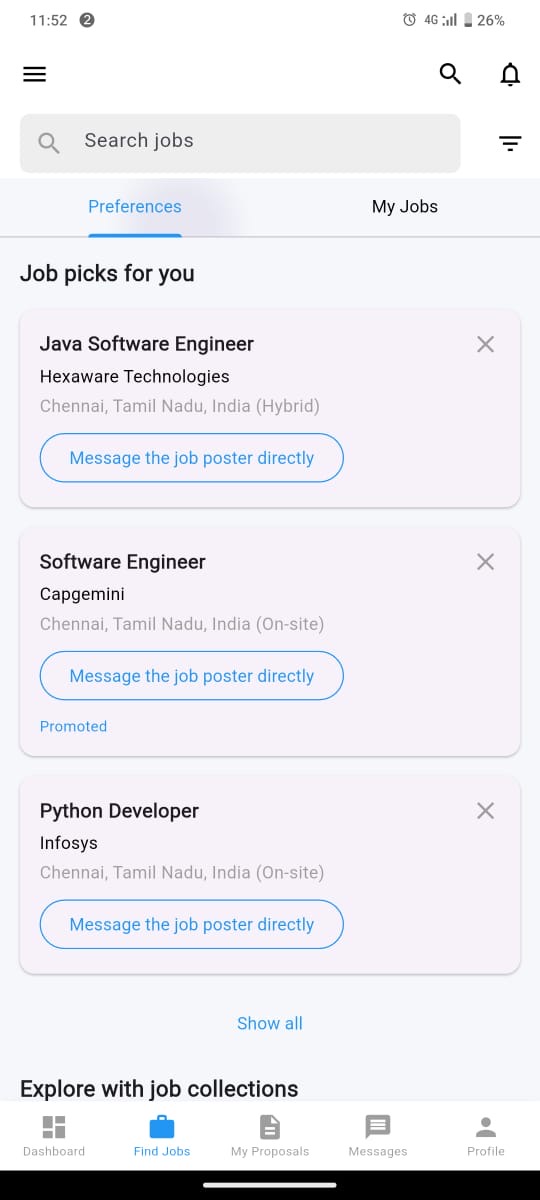 11:52 2 4G 26%
Search jobs
Preferences My Jobs
Job picks for you
Java Software Engineer
Hexaware Technologies
Chennai, Tamil Nadu, India (Hybrid)
Message the job poster directly
Software Engineer
Capgemini
Chennai, Tamil Nadu, India (On-site)
Message the job poster directly
Promoted
Python Developer
Infosys
Chennai, Tamil Nadu, India (On-site)
Message the job poster directly
Show all
Explore with job collections
Dashboard Find Jobs My Proposals Messages Profile